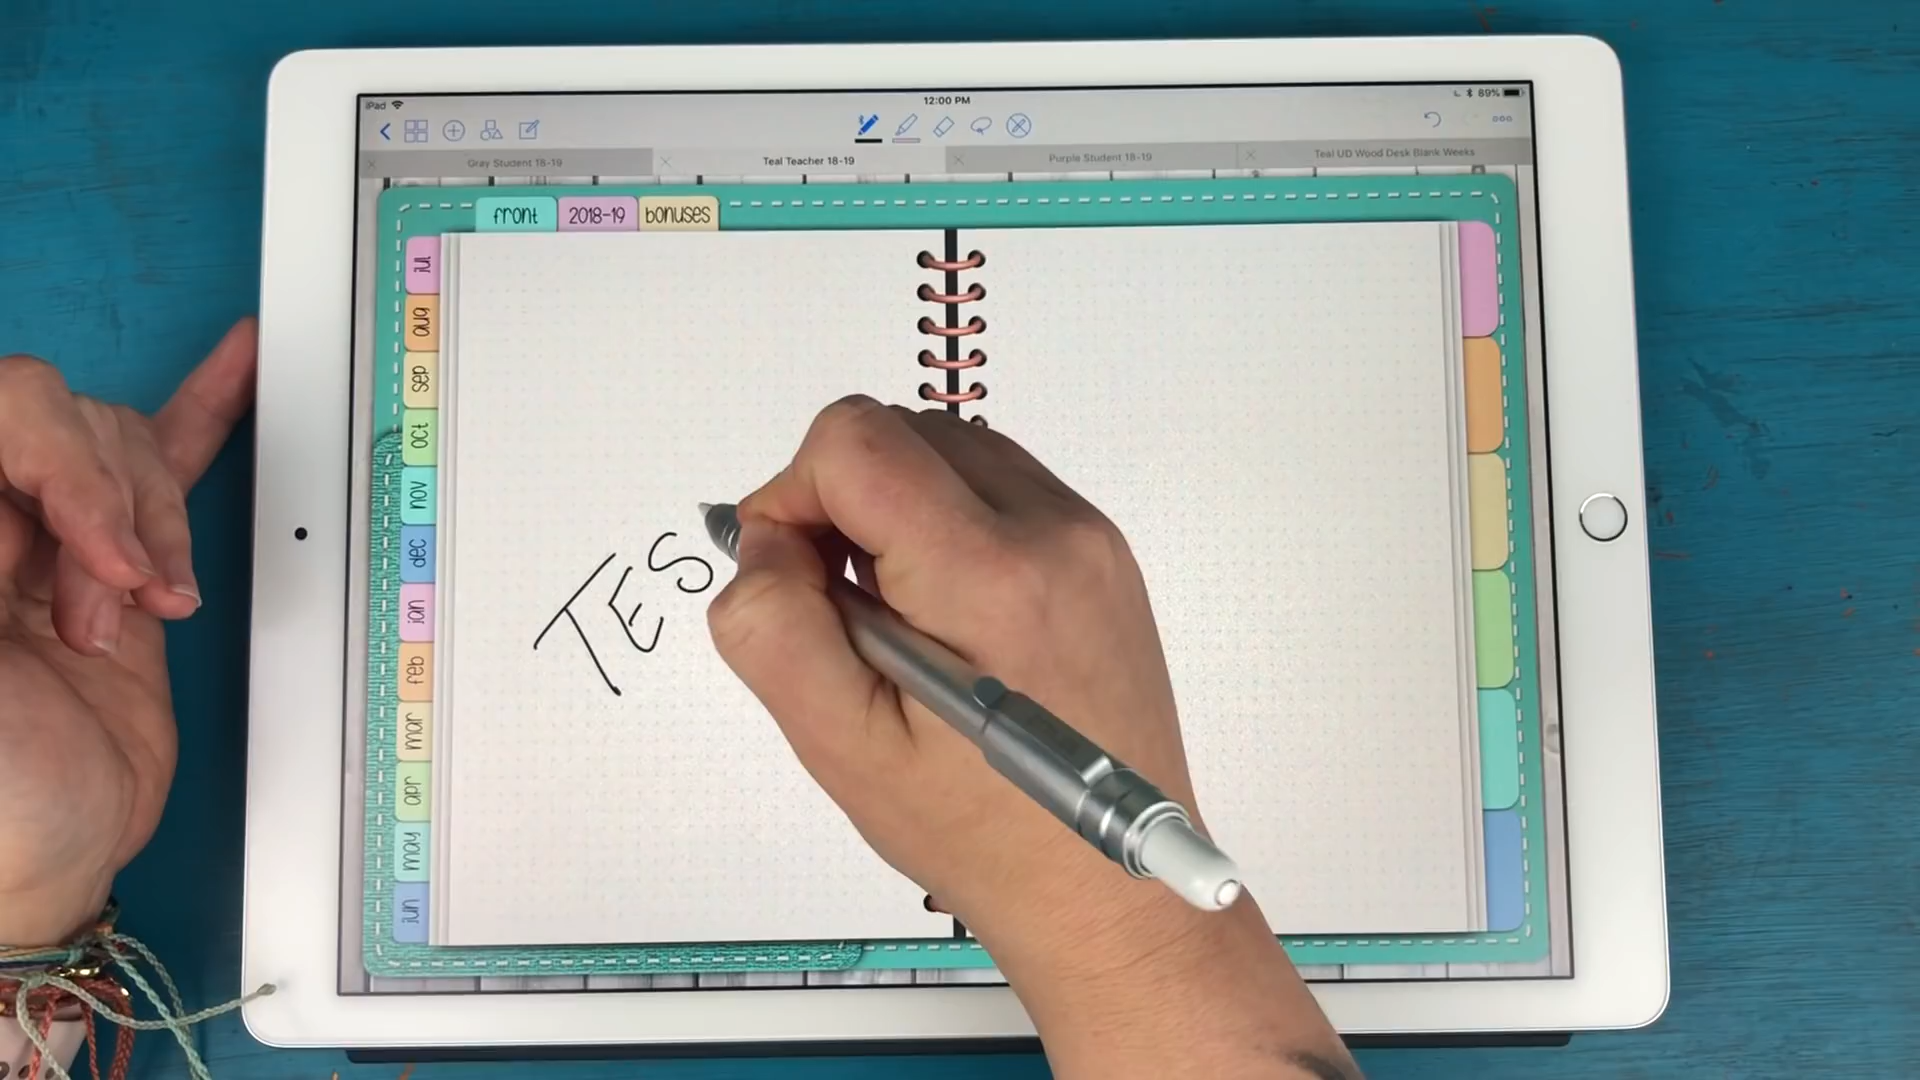 iPad
12:00 PM
89%
Gray Student 18-19
Teal Teacher 18-19
Purple Student 18-19
Teal UD Wood Desk Blank Weeks
front
2018-19
bonuses
jul
aug
sep
oct
nov
dec
jan
feb
mar
apr
may
jun
TES